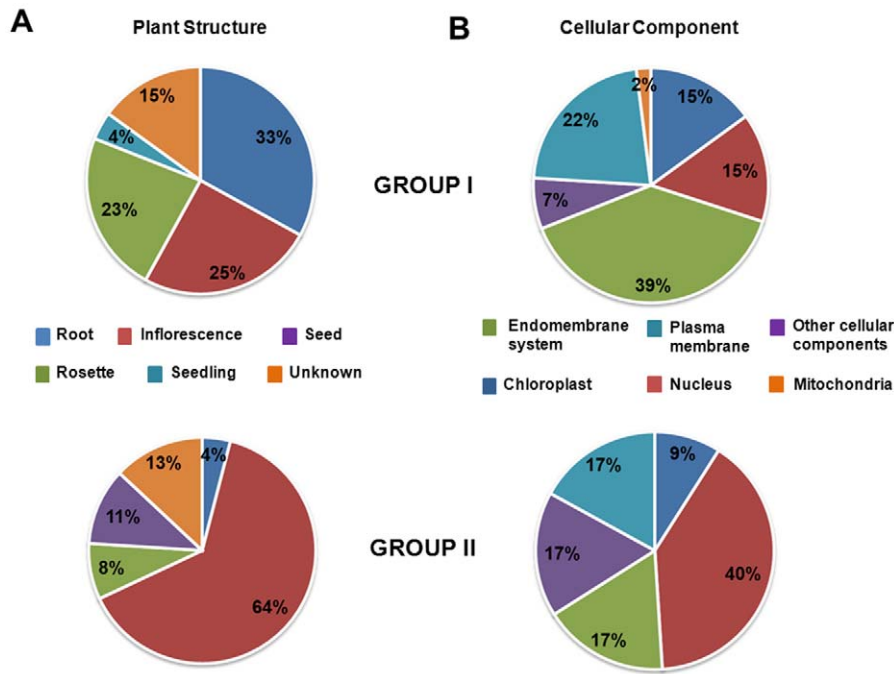 A
Plant Structure
15%
33%
4%
23%
25%
B
Cellular Component
2%
15%
22%
15%
7%
39%
GROUP I
Root
Inflorescence
Seed
Rosette
Seedling
Unknown
Endomembrane
system
Plasma
membrane
Other cellular
components
Chloroplast
Nucleus
Mitochondria
13%
4%
11%
8%
64%
GROUP II
17%
9%
17%
40%
17%